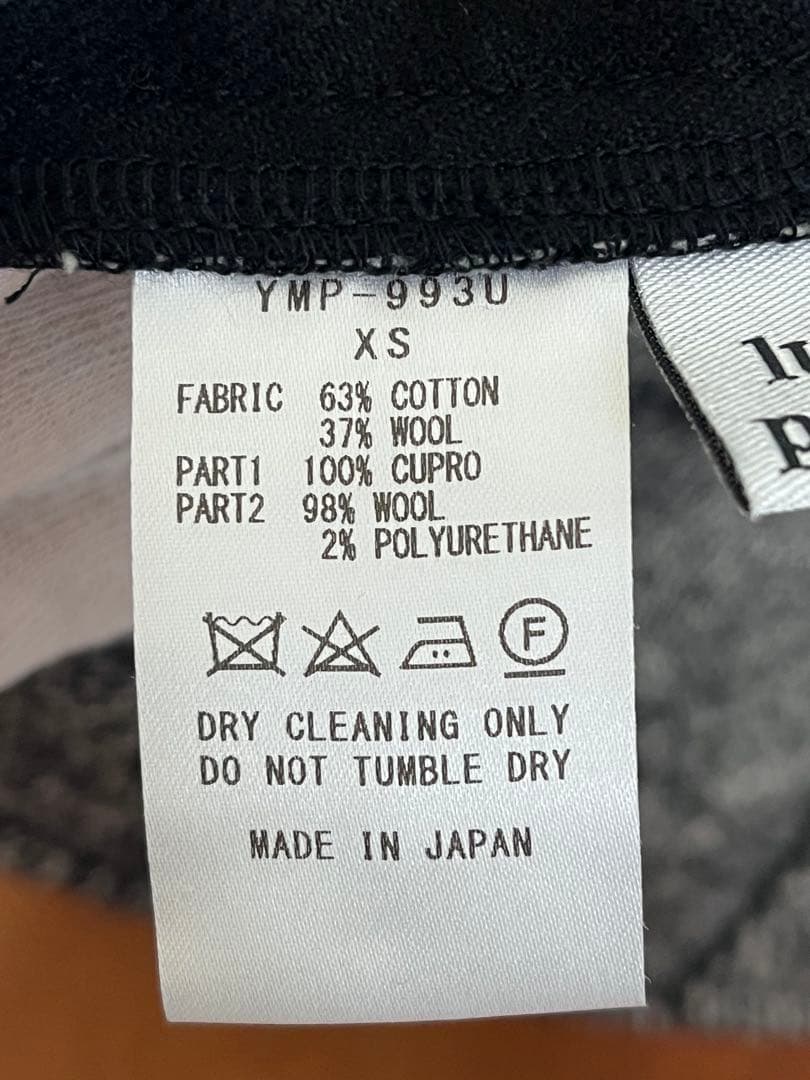 YMP-993U
XS
FABRIC 63% COTTON
37% WOOL
PART1 100% CUPRO
PART2 98% WOOL
2% POLYURETHANE
F
DRY CLEANING ONLY
DO NOT TUMBLE DRY
MADE IN JAPAN